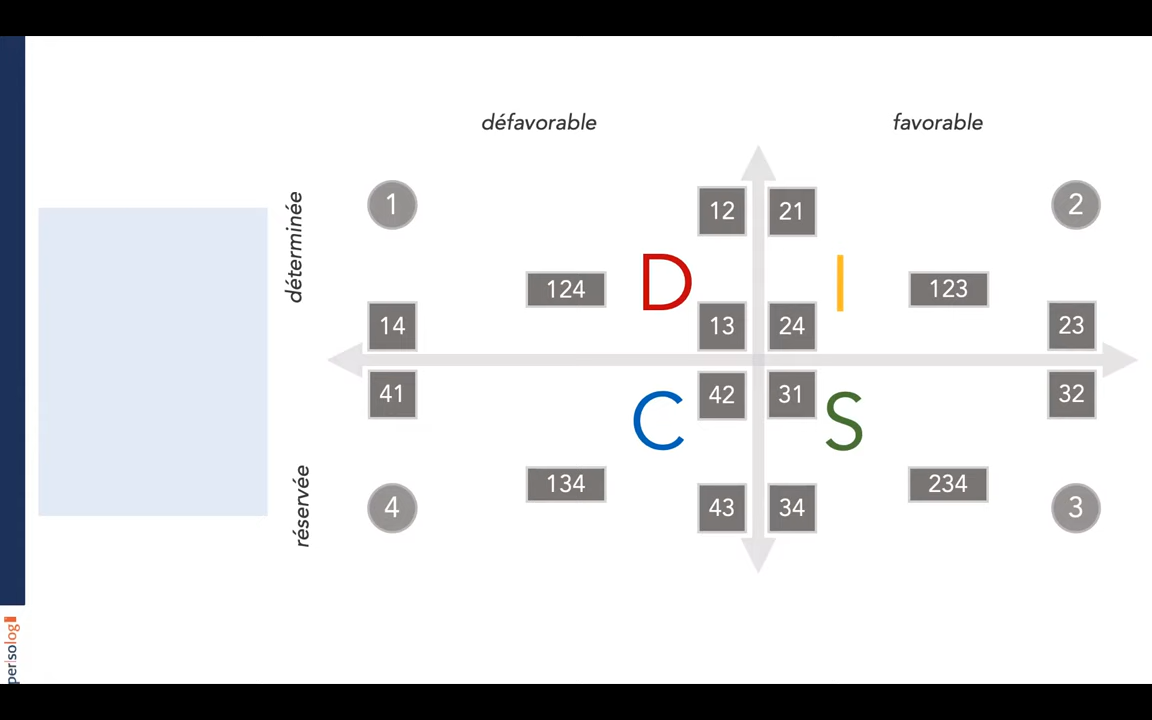 défavorable favorable
déterminée
1 12 21 2
124 D I 123
14 13 24 23
41 42 31 32
C S
réservée
134 234
4 43 34 3
persolog